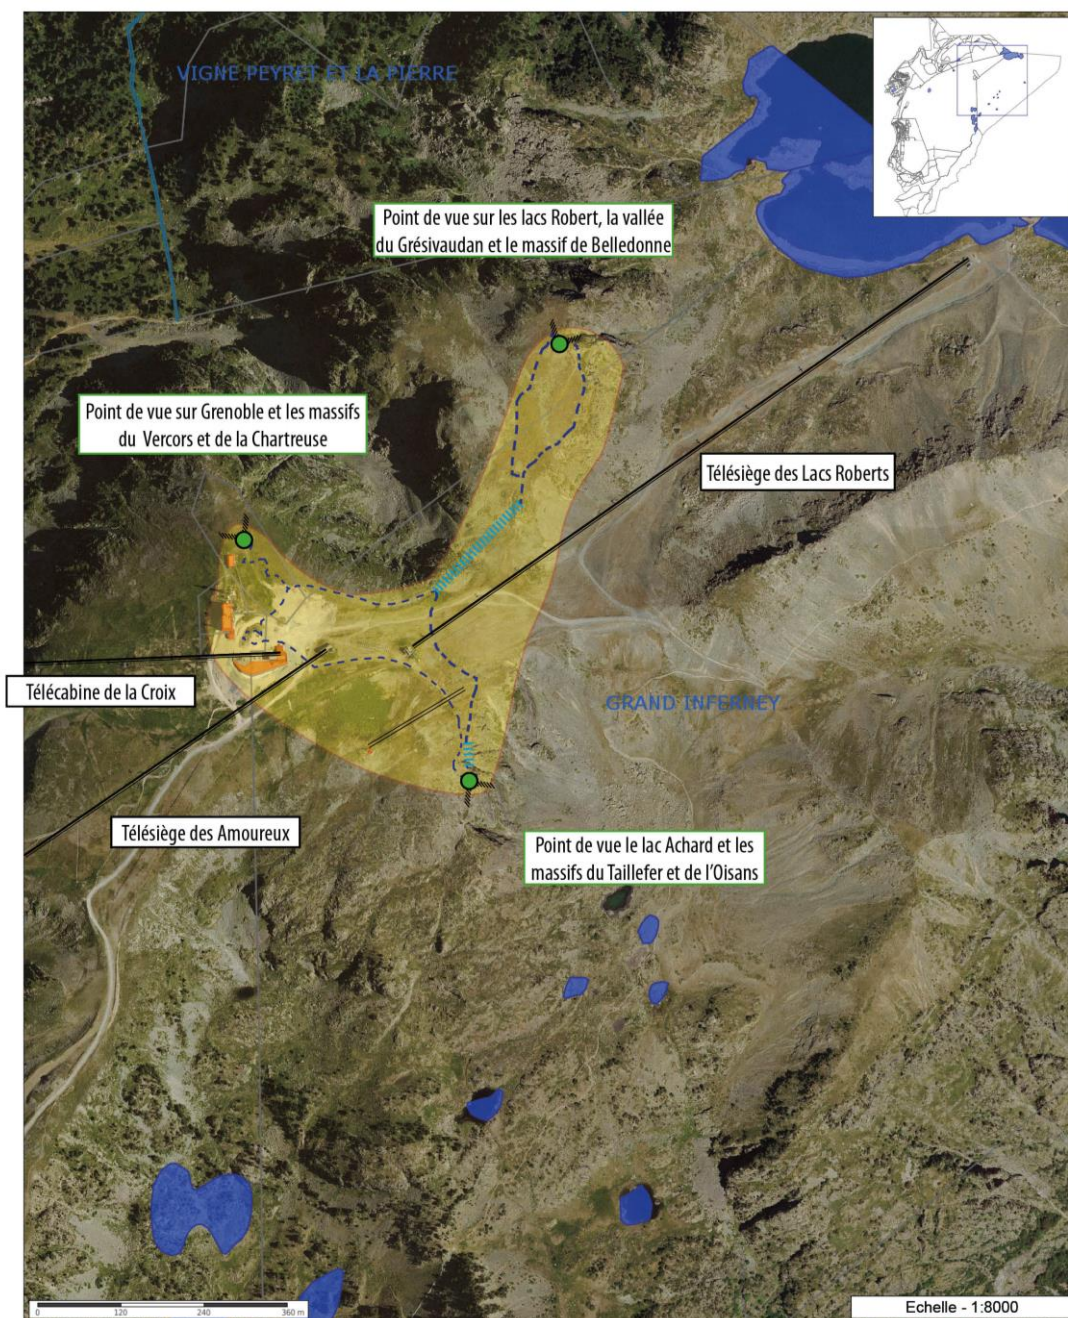 VIGNE PEYRET ET LA PIERRE
Point de vue sur les lacs Robert, la vallée
du Grésivaudan et le massif de Belledonne
Point de vue sur Grenoble et les massifs
du Vercors et de la Chartreuse
Télésiège des Lacs Roberts
Télécabine de la Croix
GRAND INFERNEY
Télésiège des Amoureux
Point de vue le lac Achard et les
massifs du Taillefer et de l'Oisans
0 120 240 360 m
Echelle - 1:8000